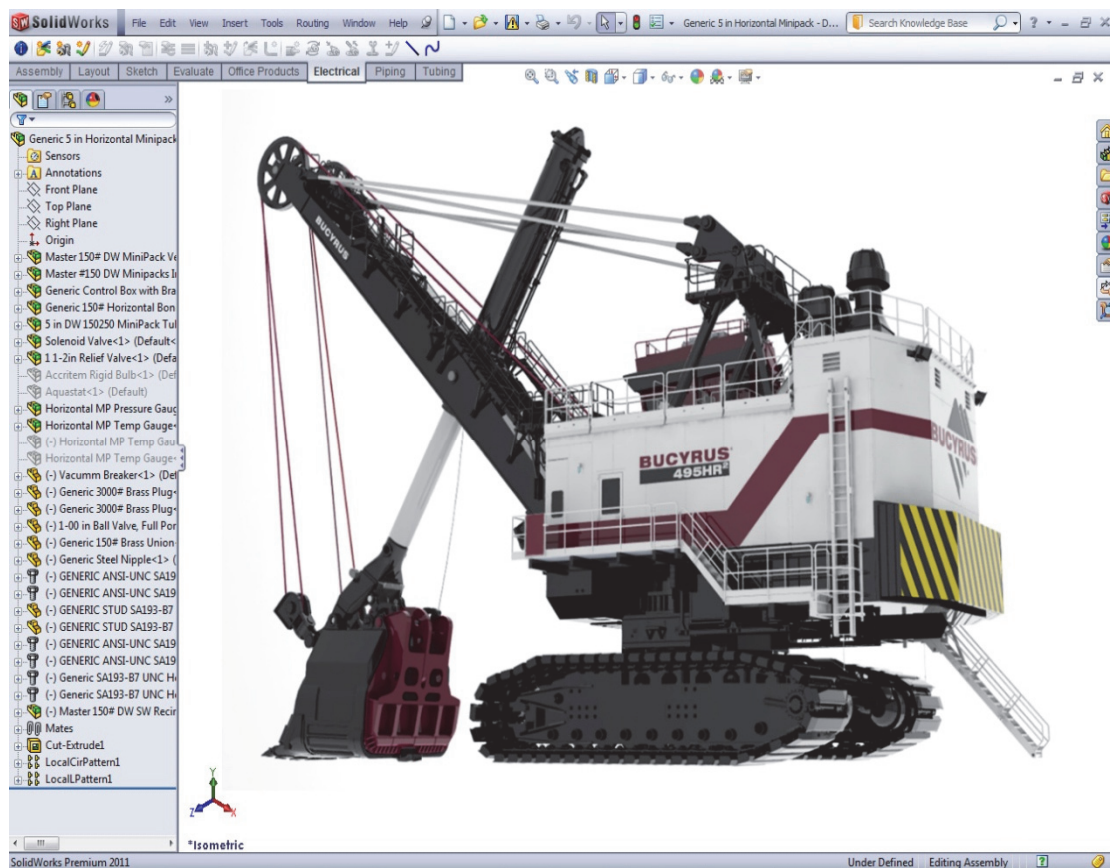 SolidWorks File Edit View Insert Tools Routing Window Help Generic 5 in Horizontal Minipack - D... Search Knowledge Base
Assembly Layout Sketch Evaluate Office Products Electrical Piping Tubing
Generic 5 in Horizontal Minipack
Sensors
A Annotations
Front Plane
Top Plane
Right Plane
Origin
Master 150# DW MiniPack Ve
Master #150 DW Minipacks I
Generic Control Box with Bra
Generic 150# Horizontal Bon
5 in DW 150250 MiniPack Tu
Solenoid Valve<1> (Default<
1 1-2in Relief Valve<1> (Defa
Accritem Rigid Bulb<1> (Def
Aquastat<1> (Default)
Horizontal MP Pressure Gaug
Horizontal MP Temp Gauge<
(-) Horizontal MP Temp Gau
Horizontal MP Temp Gauge<
(-) Vacumm Breaker<1> (Def
(-) Generic 3000# Brass Plug<
(-) Generic 3000# Brass Plug<
(-) 1-00 in Ball Valve, Full Por
(-) Generic 150# Brass Union<
(-) Generic Steel Nipple<1> (
(-) GENERIC ANSI-UNC SA19
(-) GENERIC ANSI-UNC SA19
(-) GENERIC STUD SA193-B7
(-) GENERIC STUD SA193-B7
(-) GENERIC ANSI-UNC SA19
(-) GENERIC ANSI-UNC SA19
(-) Generic SA193-B7 UNC H
(-) Generic SA193-B7 UNC H
(-) Master 150# DW SW Recir
Mates
Cut-Extrude1
LocalCirPattern1
LocalLPattern1
BUCYRUS
BUCYRUS
495HR2
BUCYRUS
Y
Z X
*Isometric
SolidWorks Premium 2011 Under Defined Editing Assembly